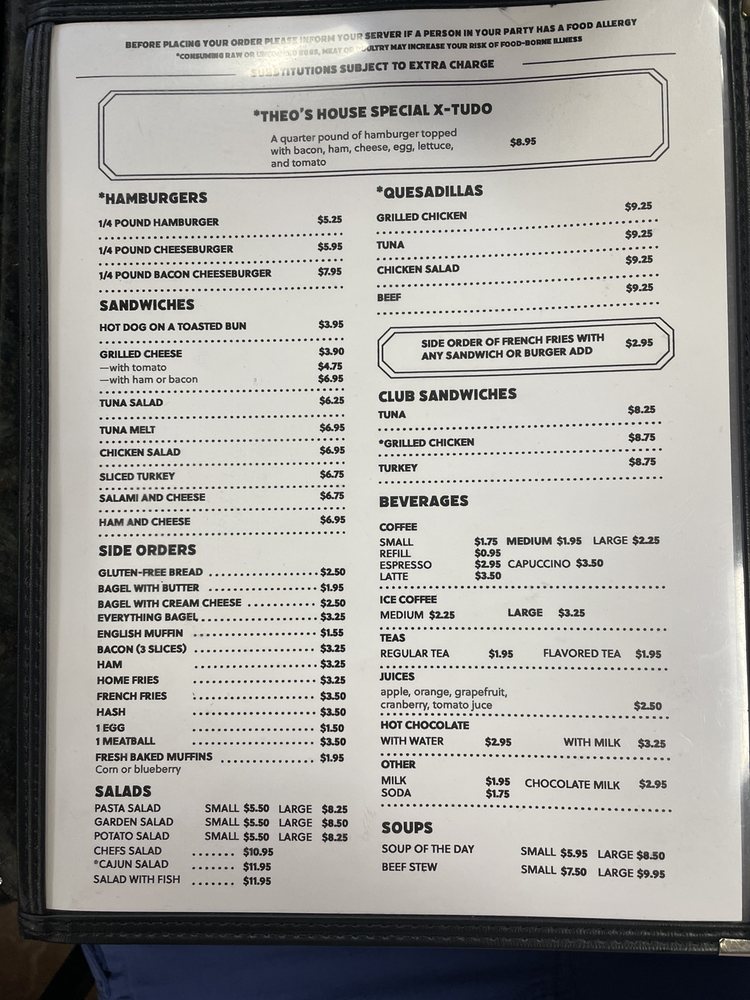 BEFORE PLACING YOUR ORDER PLEASE INFORM YOUR SERVER IF A PERSON IN YOUR PARTY HAS A FOOD ALLERGY
*CONSUMING RAW OR UNCOOKED EGGS, MEAT OR POULTRY MAY INCREASE YOUR RISK OF FOOD-BORNE ILLNESS
SUBSTITUTIONS SUBJECT TO EXTRA CHARGE
*THEO'S HOUSE SPECIAL X-TUDO
A quarter pound of hamburger topped
with bacon, ham, cheese, egg, lettuce,
and tomato
$8.95
*HAMBURGERS
1/4 POUND HAMBURGER $5.25
1/4 POUND CHEESEBURGER $5.95
1/4 POUND BACON CHEESEBURGER $7.95
SANDWICHES
HOT DOG ON A TOASTED BUN $3.95
GRILLED CHEESE $3.90
—with tomato $4.75
—with ham or bacon $6.95
TUNA SALAD $6.25
TUNA MELT $6.95
CHICKEN SALAD $6.95
SLICED TURKEY $6.75
SALAMI AND CHEESE $6.75
HAM AND CHEESE $6.95
SIDE ORDERS
GLUTEN-FREE BREAD $2.50
BAGEL WITH BUTTER $1.95
BAGEL WITH CREAM CHEESE $2.50
EVERYTHING BAGEL $3.25
ENGLISH MUFFIN $1.55
BACON (3 SLICES) $3.25
HAM $3.25
HOME FRIES $3.25
FRENCH FRIES $3.50
HASH $3.50
1 EGG $1.50
1 MEATBALL $3.50
FRESH BAKED MUFFINS $1.95
Corn or blueberry
SALADS
PASTA SALAD SMALL $5.50 LARGE $8.25
GARDEN SALAD SMALL $5.50 LARGE $8.50
POTATO SALAD SMALL $5.50 LARGE $8.25
CHEFS SALAD $10.95
*CAJUN SALAD $11.95
SALAD WITH FISH $11.95
*QUESADILLAS
GRILLED CHICKEN $9.25
TUNA $9.25
CHICKEN SALAD $9.25
BEEF $9.25
SIDE ORDER OF FRENCH FRIES WITH
ANY SANDWICH OR BURGER ADD
$2.95
CLUB SANDWICHES
TUNA $8.25
*GRILLED CHICKEN $8.75
TURKEY $8.75
BEVERAGES
COFFEE
SMALL $1.75 MEDIUM $1.95 LARGE $2.25
REFILL $0.95
ESPRESSO $2.95 CAPUCCINO $3.50
LATTE $3.50
ICE COFFEE
MEDIUM $2.25 LARGE $3.25
TEAS
REGULAR TEA $1.95 FLAVORED TEA $1.95
JUICES
apple, orange, grapefruit,
cranberry, tomato juce $2.50
HOT CHOCOLATE
WITH WATER $2.95 WITH MILK $3.25
OTHER
MILK $1.95 CHOCOLATE MILK $2.95
SODA $1.75
SOUPS
SOUP OF THE DAY SMALL $5.95 LARGE $8.50
BEEF STEW SMALL $7.50 LARGE $9.95